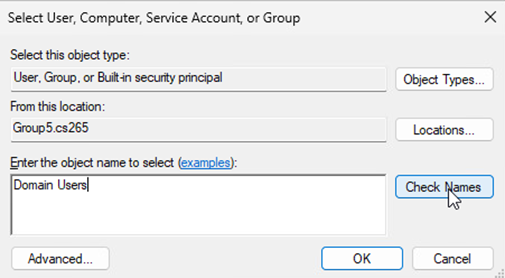 Select User, Computer, Service Account, or Group
Select this object type:
User, Group, or Built-in security principal
Object Types...
From this location:
Group5.cs265
Locations...
Enter the object name to select (examples):
Domain Users
Check Names
Advanced...
OK
Cancel